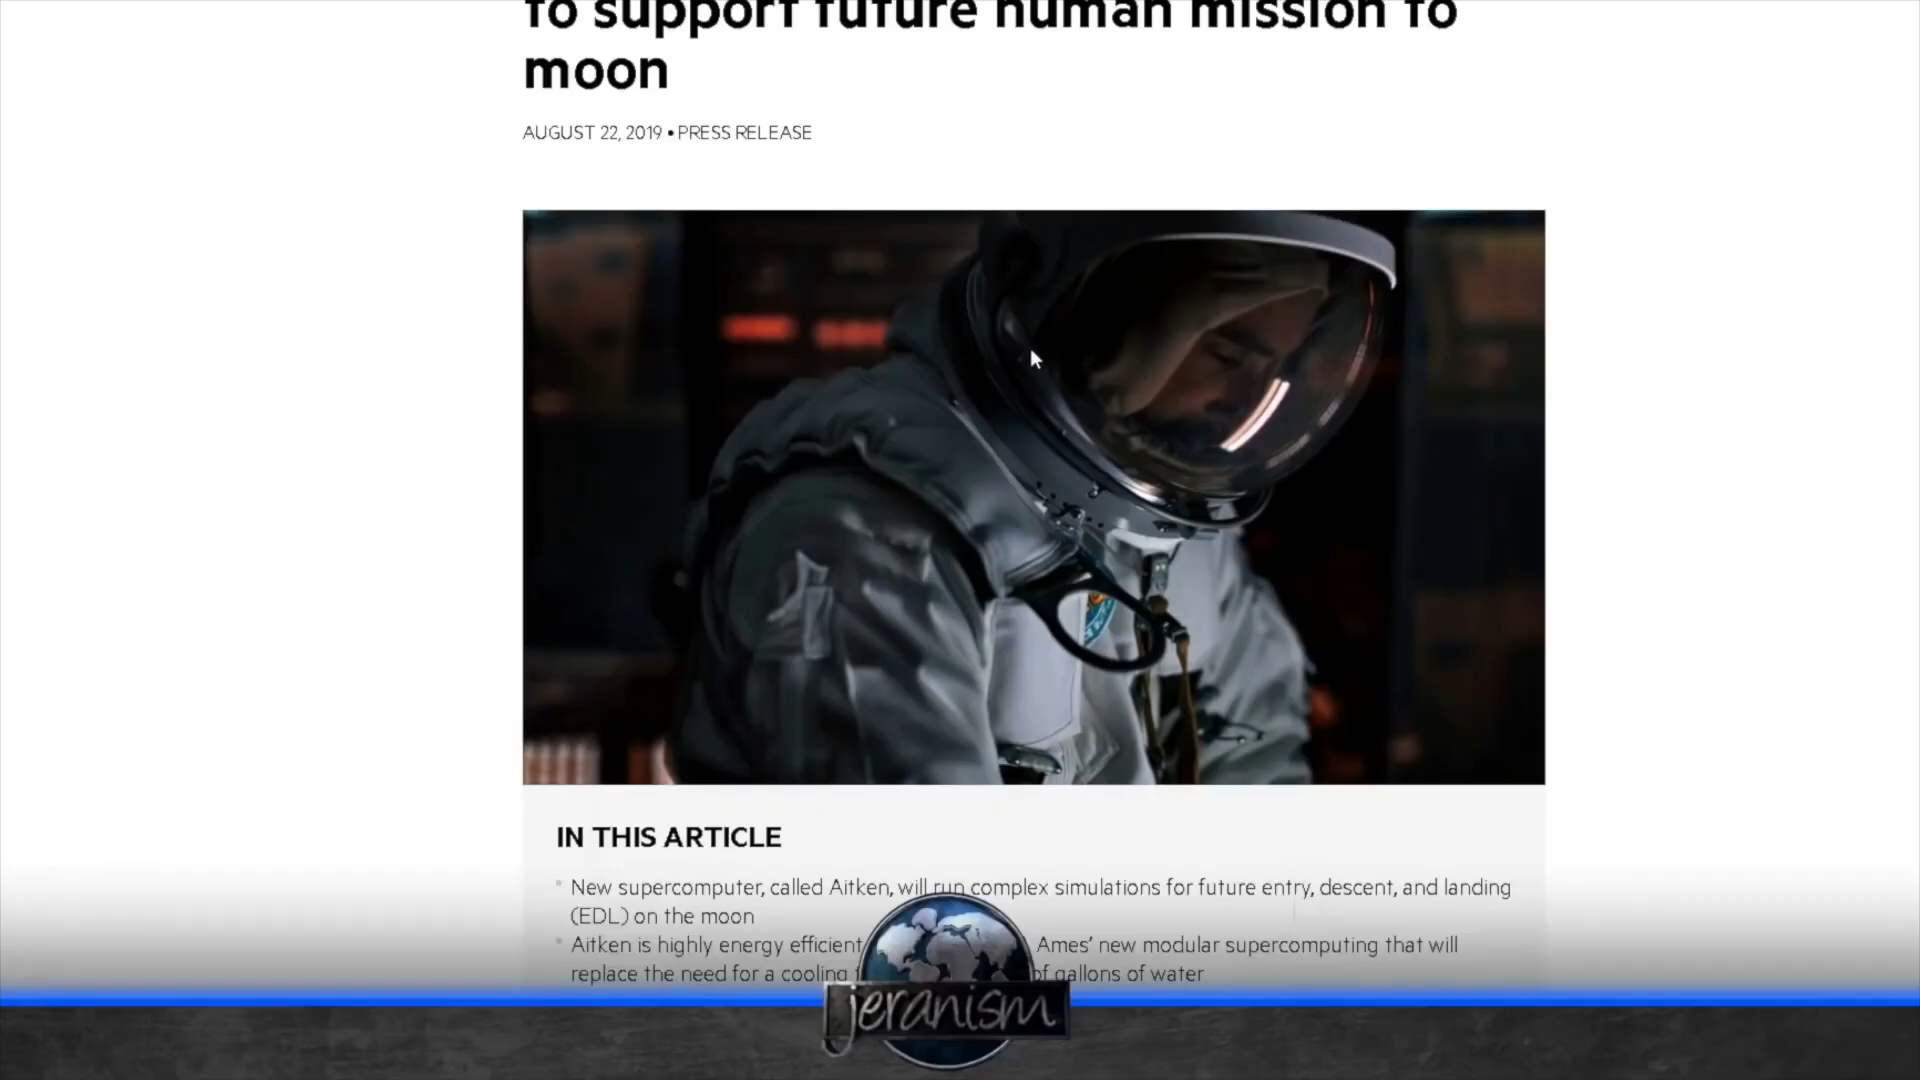 to support future human mission to
moon
AUGUST 22, 2019 • PRESS RELEASE
IN THIS ARTICLE
New supercomputer, called Aitken, will run complex simulations for future entry, descent, and landing
(EDL) on the moon
Aitken is highly energy efficient Ames’ new modular supercomputing that will
replace the need for a cooling of gallons of water
jeranism